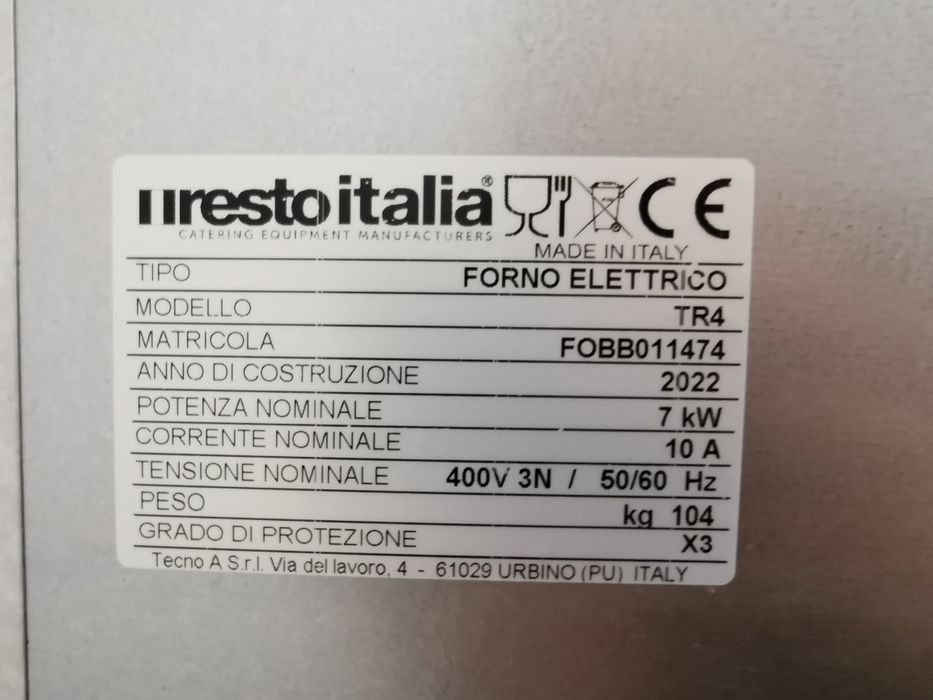 restoitalia®
CATERING EQUIPMENT MANUFACTURERS
CE
MADE IN ITALY
TIPO FORNO ELETTRICO
MODELLO TR4
MATRICOLA FOBB011474
ANNO DI COSTRUZIONE 2022
POTENZA NOMINALE 7 kW
CORRENTE NOMINALE 10 A
TENSIONE NOMINALE 400V 3N / 50/60 Hz
PESO kg 104
GRADO DI PROTEZIONE X3
Tecno A S.r.l. Via del lavoro, 4 - 61029 URBINO (PU) ITALY